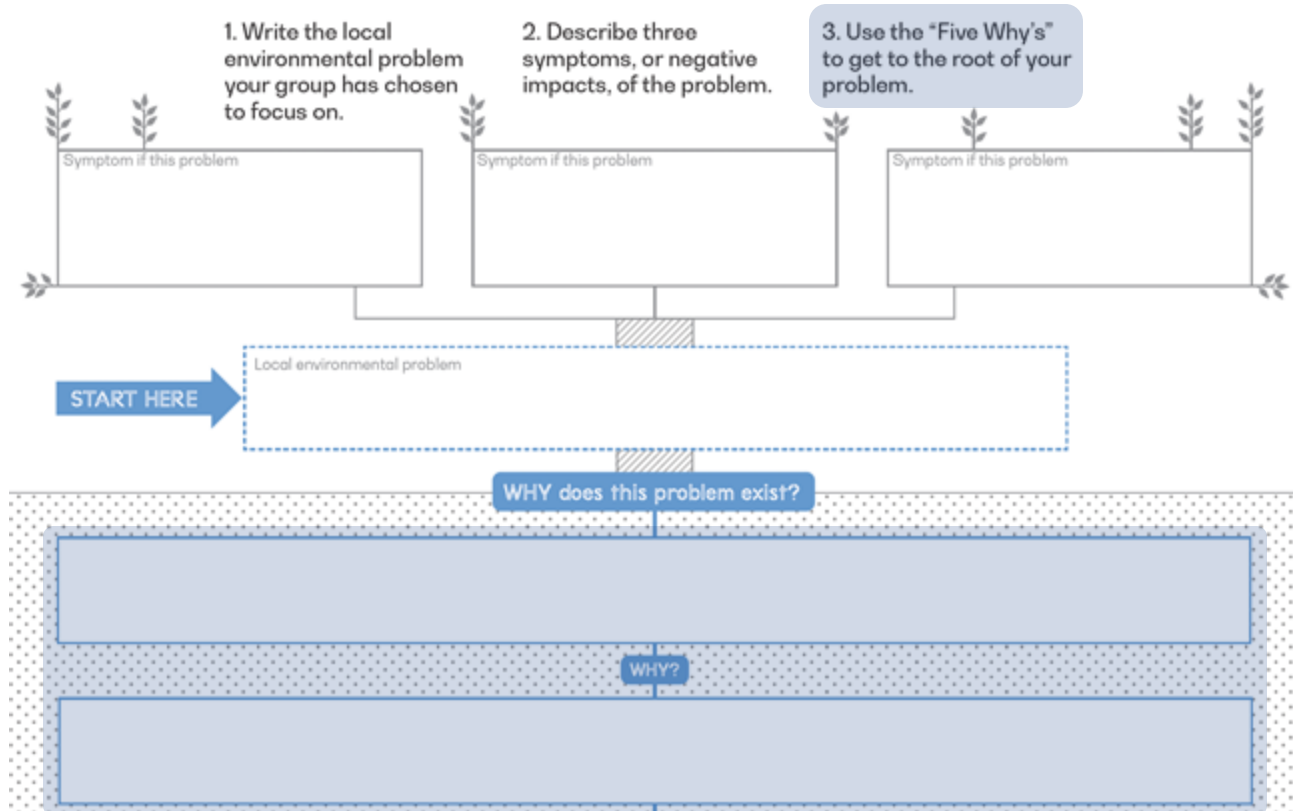 1. Write the local
environmental problem
your group has chosen
to focus on.
2. Describe three
symptoms, or negative
impacts, of the problem.
3. Use the “Five Why’s”
to get to the root of your
problem.
Symptom if this problem
Symptom if this problem
Symptom if this problem
Local environmental problem
START HERE
WHY does this problem exist?
WHY?